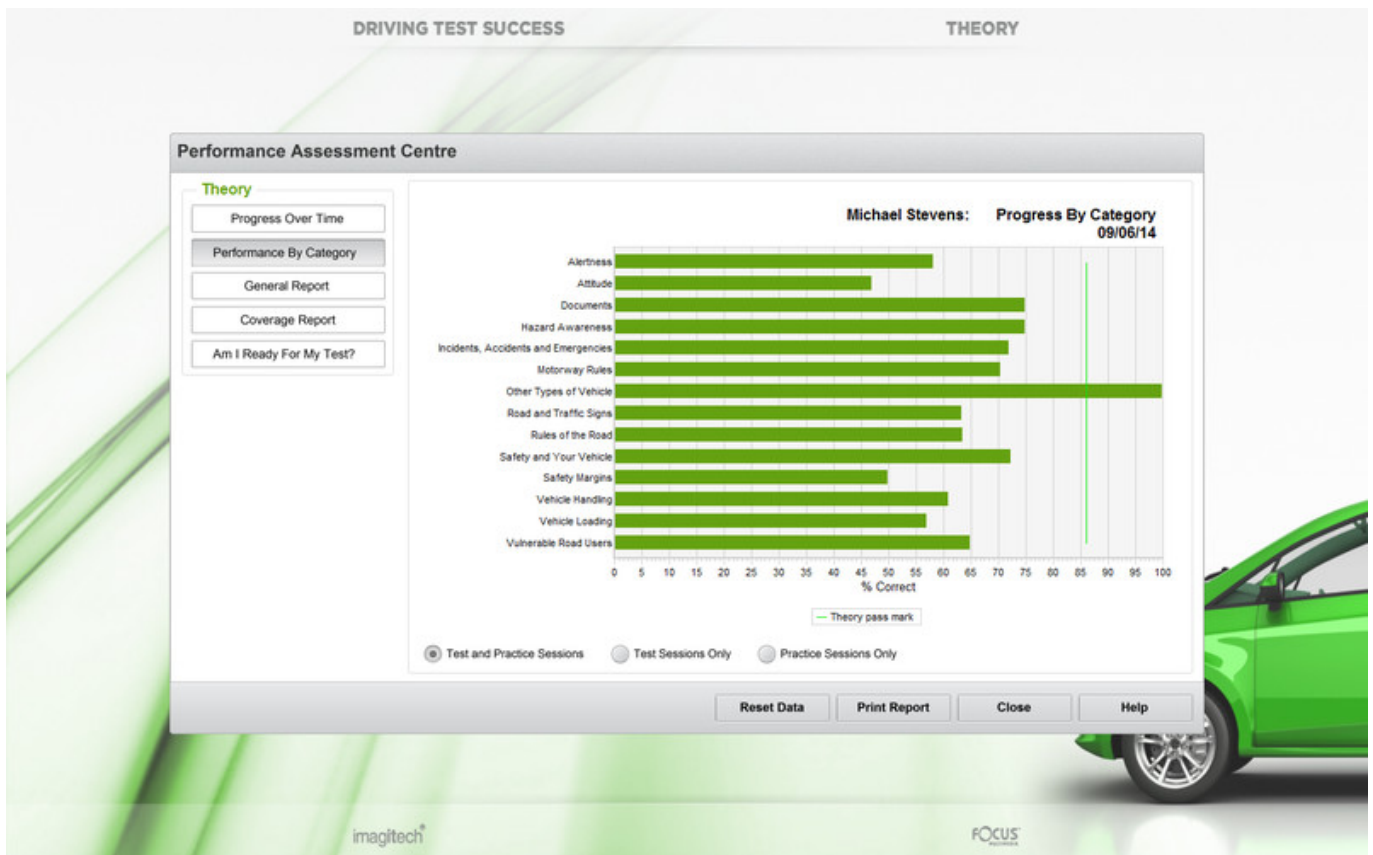 DRIVING TEST SUCCESS
THEORY
Performance Assessment Centre
Theory
Progress Over Time
Performance By Category
General Report
Coverage Report
Am I Ready For My Test?
Michael Stevens: Progress By Category
09/06/14
Alertness
Attitude
Documents
Hazard Awareness
Incidents, Accidents and Emergencies
Motorway Rules
Other Types of Vehicle
Road and Traffic Signs
Rules of the Road
Safety and Your Vehicle
Safety Margins
Vehicle Handling
Vehicle Loading
Vulnerable Road Users
0 5 10 15 20 25 30 35 40 45 50 55 60 65 70 75 80 85 90 95 100
% Correct
Theory pass mark
Test and Practice Sessions Test Sessions Only Practice Sessions Only
Reset Data Print Report Close Help
imagitech
FOCUS